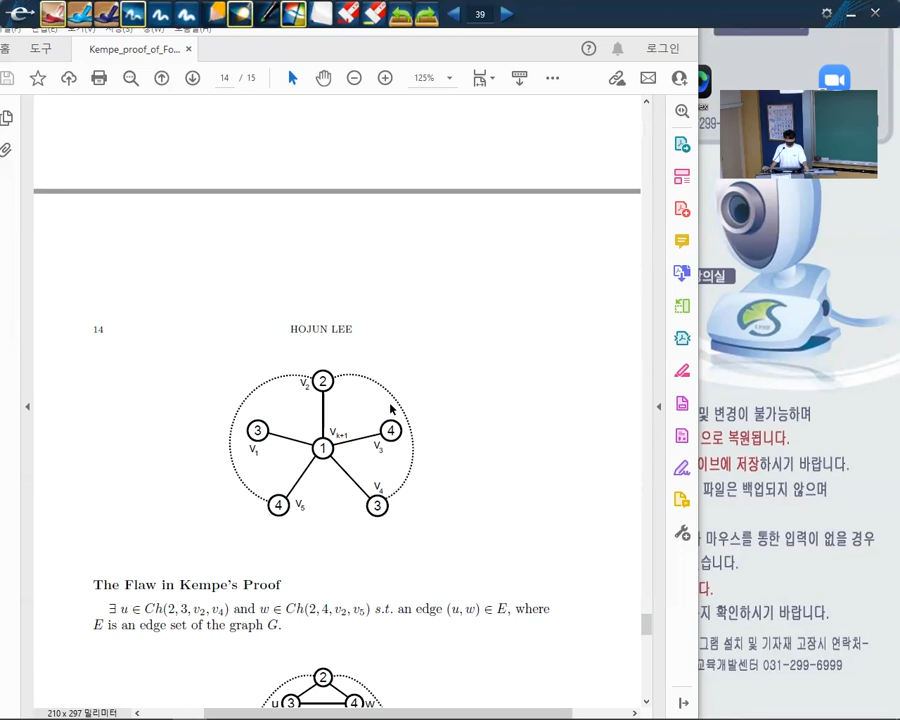 39
홈
도구
Kempe_proof_of_Fo...
로그인
14 / 15
125%
14
HOJUN LEE
2
V2
3
V1
Vk+1
1
4
V3
4
V5
V4
3
The Flaw in Kempe's Proof
∃ u ∈ Ch(2, 3, v2, v4) and w ∈ Ch(2, 4, v2, v5) s.t. an edge (u, w) ∈ E, where
E is an edge set of the graph G.
2
u
3
4
w
210 x 297 밀리미터
-299-
및 변경이 불가능하며
으로 복원됩니다.
이브에 저장하시기 바랍니다.
파일은 백업되지 않으며
마우스를 통한 입력이 없을 경우
습니다.
다.
지 확인하시기 바랍니다.
그램 설치 및 기자재 고장시 연락처-
교육개발센터 031-299-6999